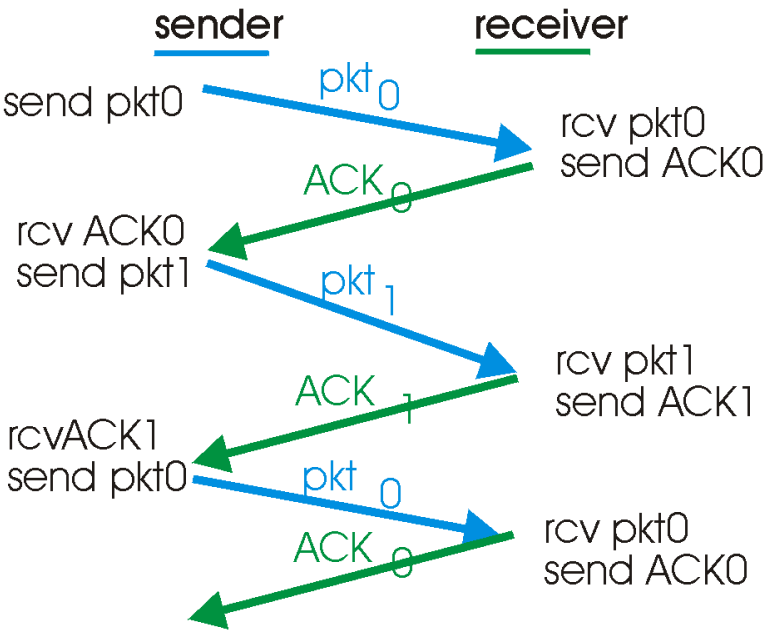 sender
receiver
send pkt0
pkt 0
rcv pkt0
send ACK0
ACK 0
rcv ACK0
send pkt1
pkt 1
rcv pkt1
send ACK1
ACK 1
rcvACK1
send pkt0
pkt 0
rcv pkt0
send ACK0
ACK 0